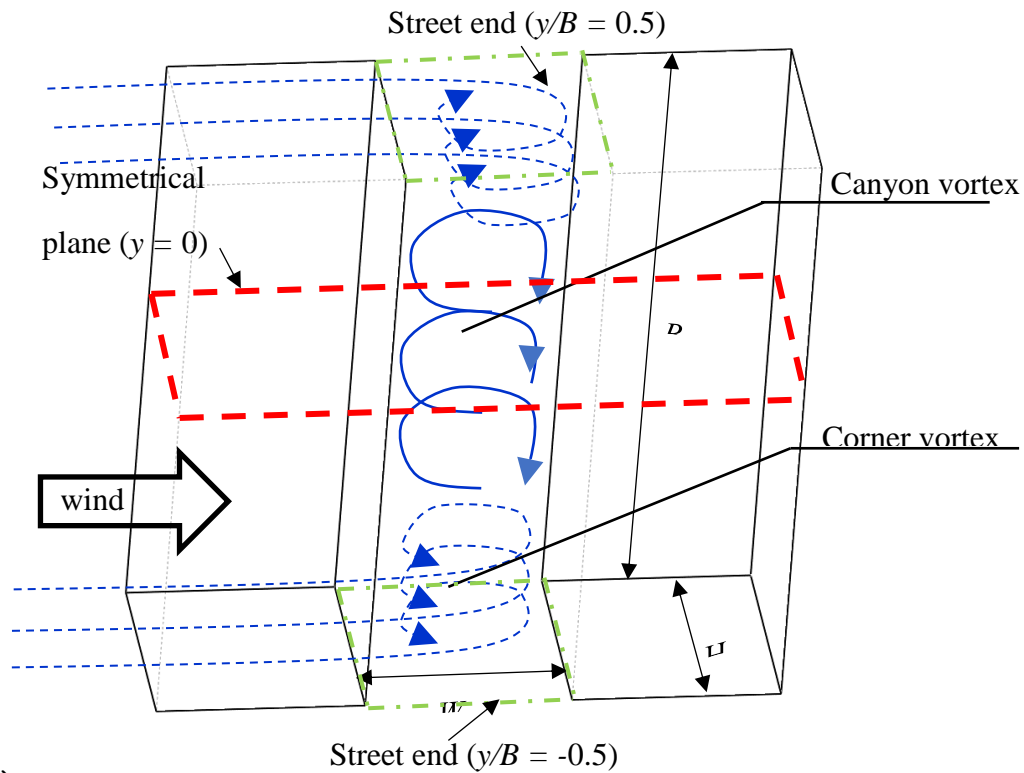 Street end (y/B = 0.5)
Symmetrical
Canyon vortex
plane (y = 0)
Corner vortex
wind
Street end (y/B = -0.5)